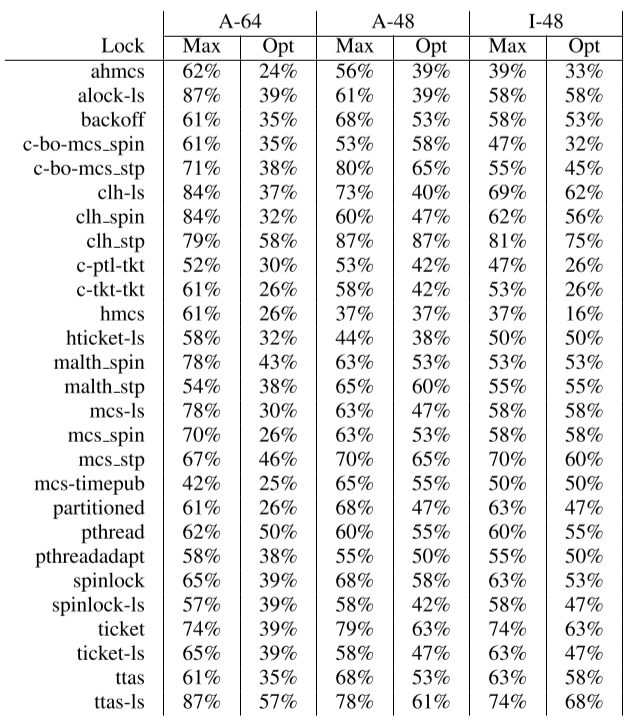 A-64 A-48 I-48
Lock Max Opt Max Opt Max Opt
ahmcs 62% 24% 56% 39% 39% 33%
alock-ls 87% 39% 61% 39% 58% 58%
backoff 61% 35% 68% 53% 58% 53%
c-bo-mcs_spin 61% 35% 53% 58% 47% 32%
c-bo-mcs_stp 71% 38% 80% 65% 55% 45%
clh-ls 84% 37% 73% 40% 69% 62%
clh_spin 84% 32% 60% 47% 62% 56%
clh_stp 79% 58% 87% 87% 81% 75%
c-ptl-tkt 52% 30% 53% 42% 47% 26%
c-tkt-tkt 61% 26% 58% 42% 53% 26%
hmcs 61% 26% 37% 37% 37% 16%
hticket-ls 58% 32% 44% 38% 50% 50%
malth_spin 78% 43% 63% 53% 53% 53%
malth_stp 54% 38% 65% 60% 55% 55%
mcs-ls 78% 30% 63% 47% 58% 58%
mcs_spin 70% 26% 63% 53% 58% 58%
mcs_stp 67% 46% 70% 65% 70% 60%
mcs-timepub 42% 25% 65% 55% 50% 50%
partitioned 61% 26% 68% 47% 63% 47%
pthread 62% 50% 60% 55% 60% 55%
pthreadadapt 58% 38% 55% 50% 55% 50%
spinlock 65% 39% 68% 58% 63% 53%
spinlock-ls 57% 39% 58% 42% 58% 47%
ticket 74% 39% 79% 63% 74% 63%
ticket-ls 65% 39% 58% 47% 63% 47%
ttas 61% 35% 68% 53% 63% 58%
ttas-ls 87% 57% 78% 61% 74% 68%